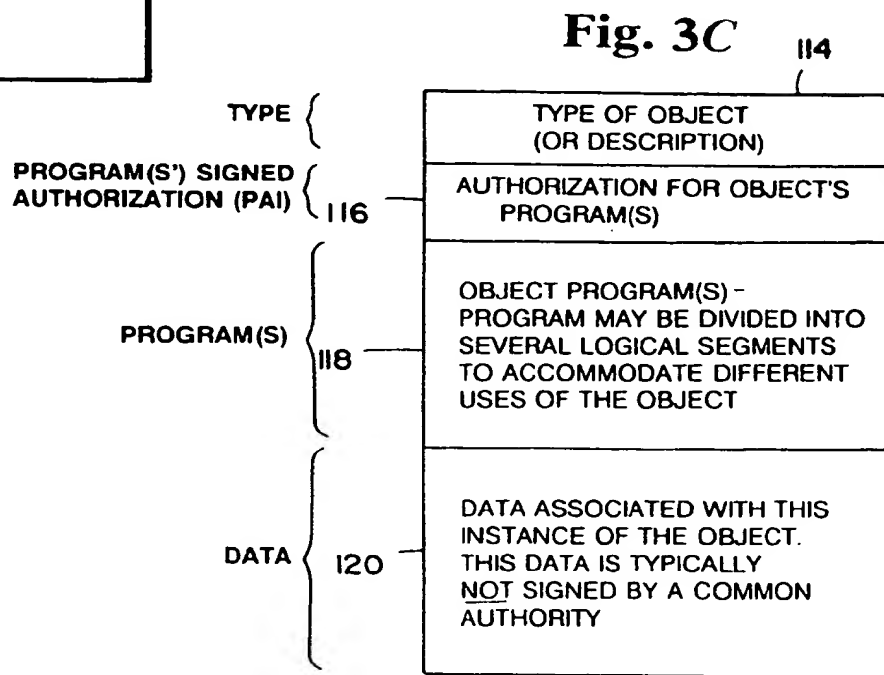 Fig. 3C
114
TYPE
TYPE OF OBJECT
(OR DESCRIPTION)
PROGRAM(S') SIGNED
AUTHORIZATION (PAI)
116
AUTHORIZATION FOR OBJECT'S
PROGRAM(S)
PROGRAM(S)
118
OBJECT PROGRAM(S) -
PROGRAM MAY BE DIVIDED INTO
SEVERAL LOGICAL SEGMENTS
TO ACCOMMODATE DIFFERENT
USES OF THE OBJECT
DATA
120
DATA ASSOCIATED WITH THIS
INSTANCE OF THE OBJECT.
THIS DATA IS TYPICALLY
NOT SIGNED BY A COMMON
AUTHORITY